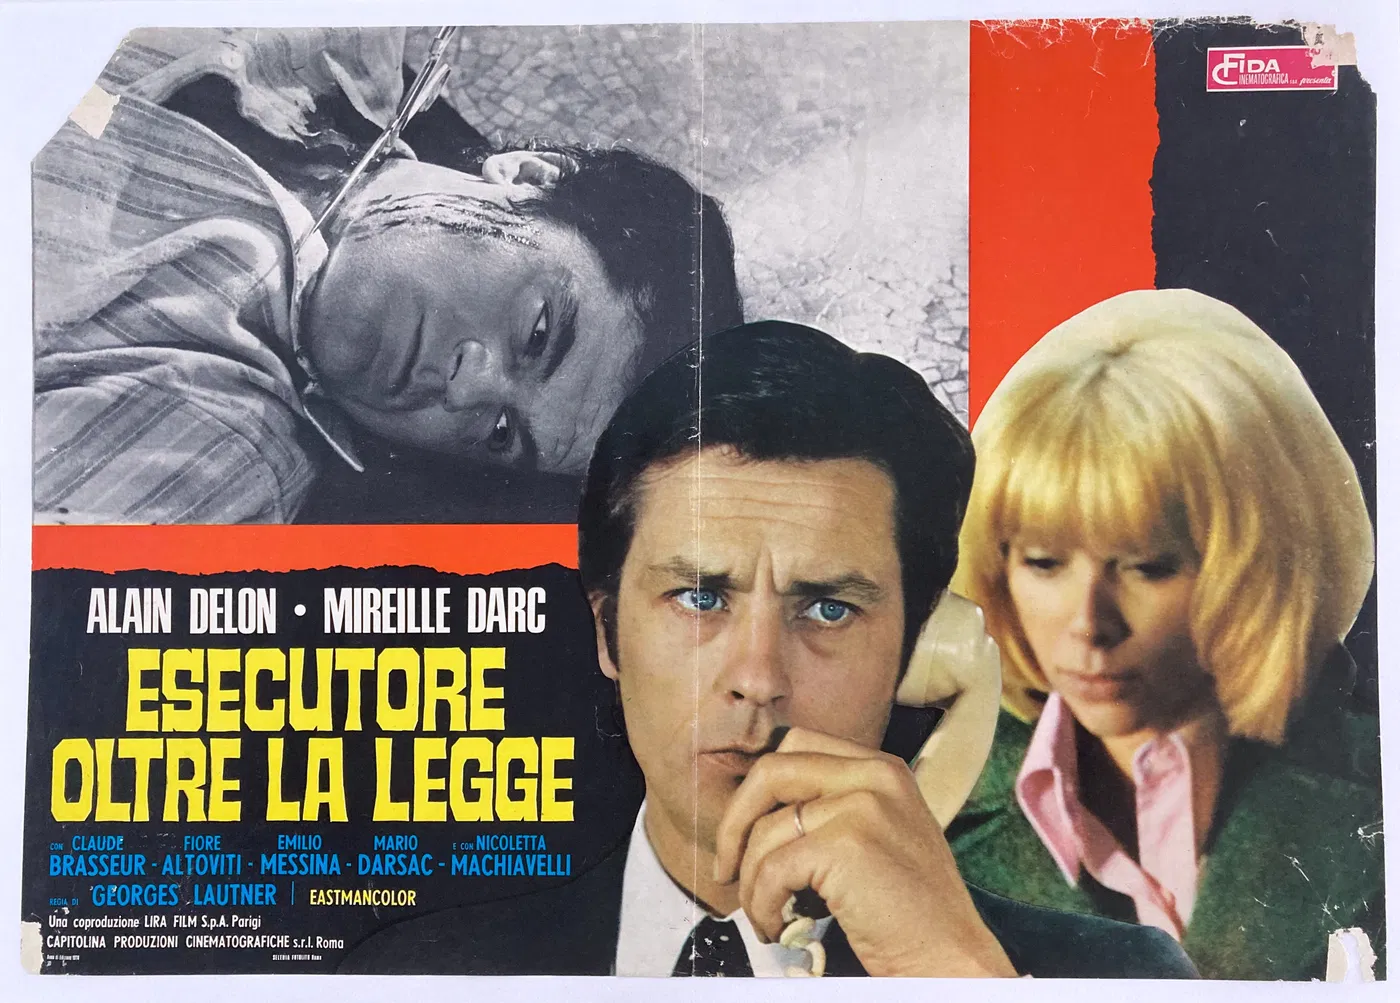 FIDA
CINEMATOGRAFICA s.r.l. presenta
ALAIN DELON • MIREILLE DARC
ESECUTORE
OLTRE LA LEGGE
CON CLAUDE BRASSEUR - FIORE ALTOVITI - EMILIO MESSINA - MARIO DARSAC - E CON NICOLETTA MACHIAVELLI
REGIA DI GEORGES LAUTNER | EASTMANCOLOR
Una coproduzione LIRA FILM S.p.A. Parigi
CAPITOLINA PRODUZIONI CINEMATOGRAFICHE s.r.l. Roma